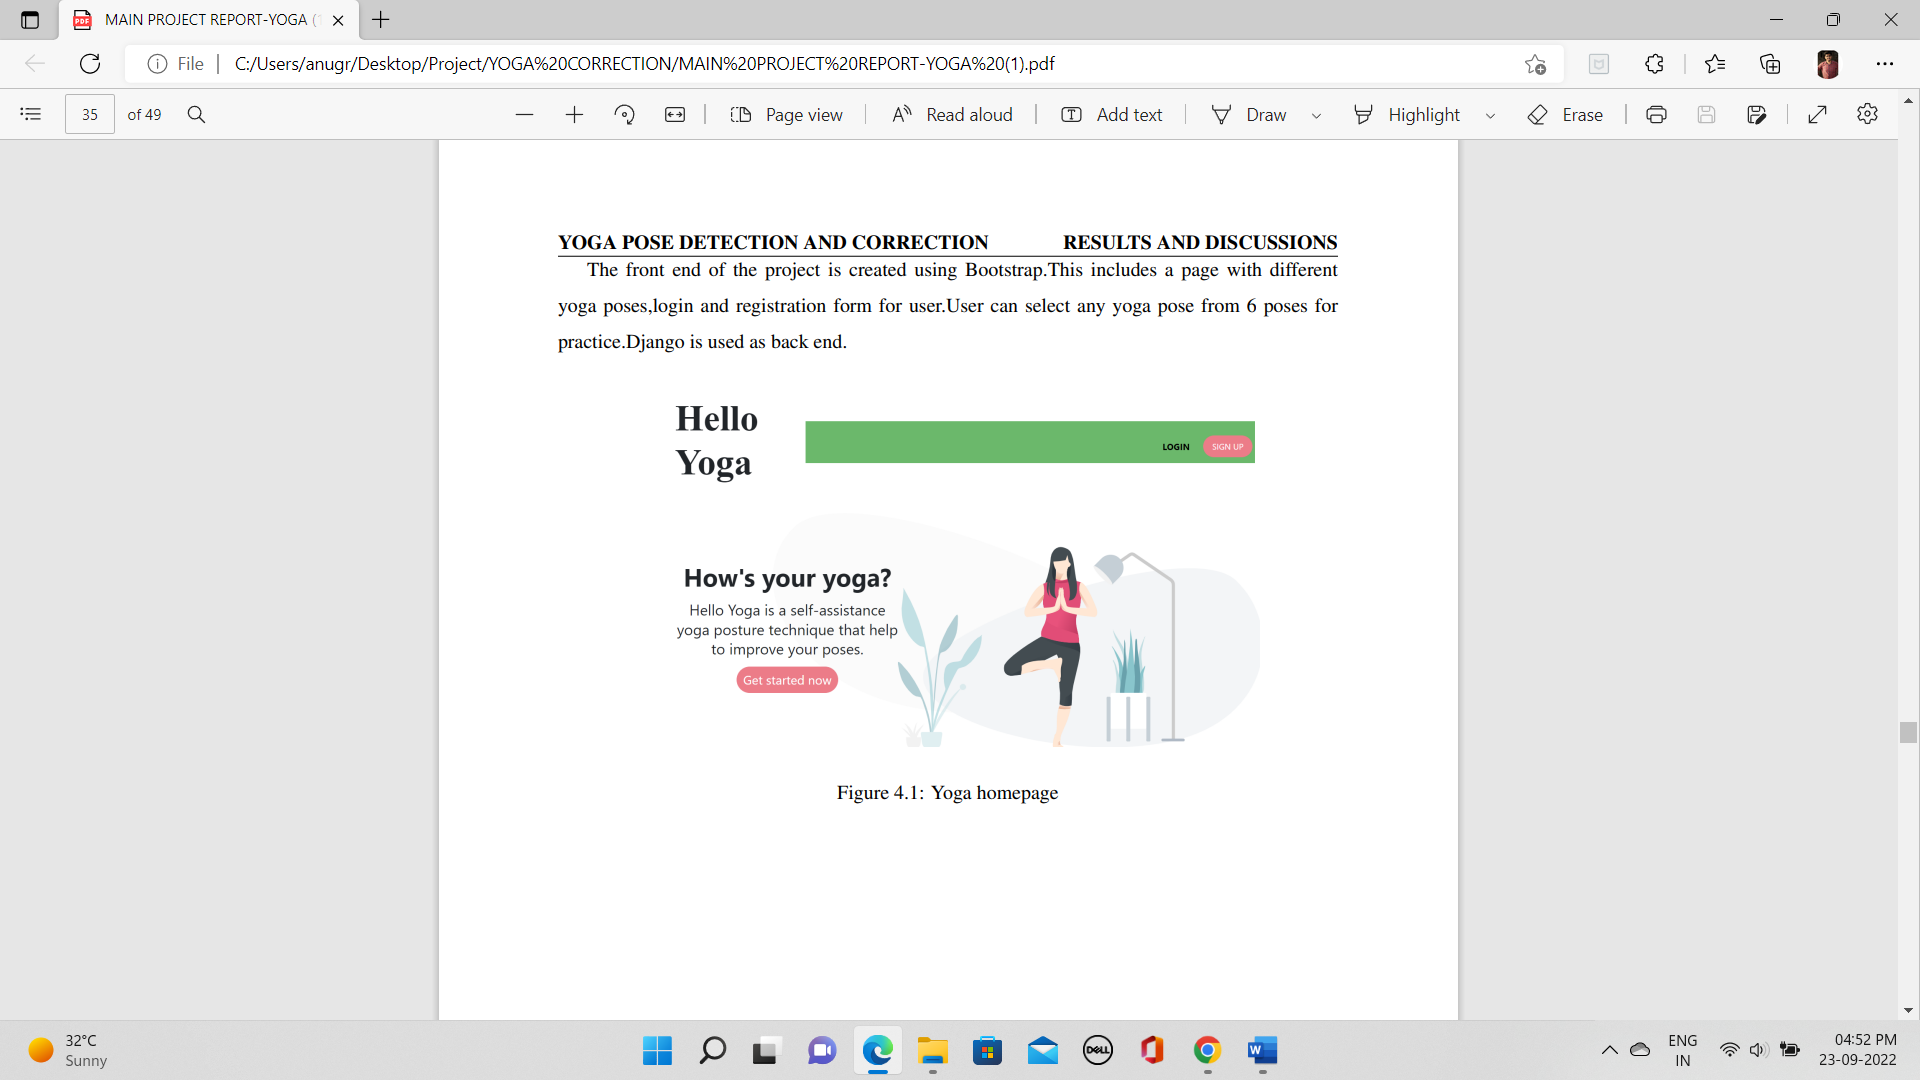 MAIN PROJECT REPORT-YOGA (
File
C:/Users/anugr/Desktop/Project/YOGA%20CORRECTION/MAIN%20PROJECT%20REPORT-YOGA%20(1).pdf
35 of 49
Page view
Read aloud
Add text
Draw
Highlight
Erase
YOGA POSE DETECTION AND CORRECTION RESULTS AND DISCUSSIONS
The front end of the project is created using Bootstrap.This includes a page with different
yoga poses,login and registration form for user.User can select any yoga pose from 6 poses for
practice.Django is used as back end.
Hello
Yoga
LOGIN
SIGN UP
How's your yoga?
Hello Yoga is a self-assistance
yoga posture technique that help
to improve your poses.
Get started now
Figure 4.1: Yoga homepage
32°C
Sunny
DELL
ENG
IN
04:52 PM
23-09-2022